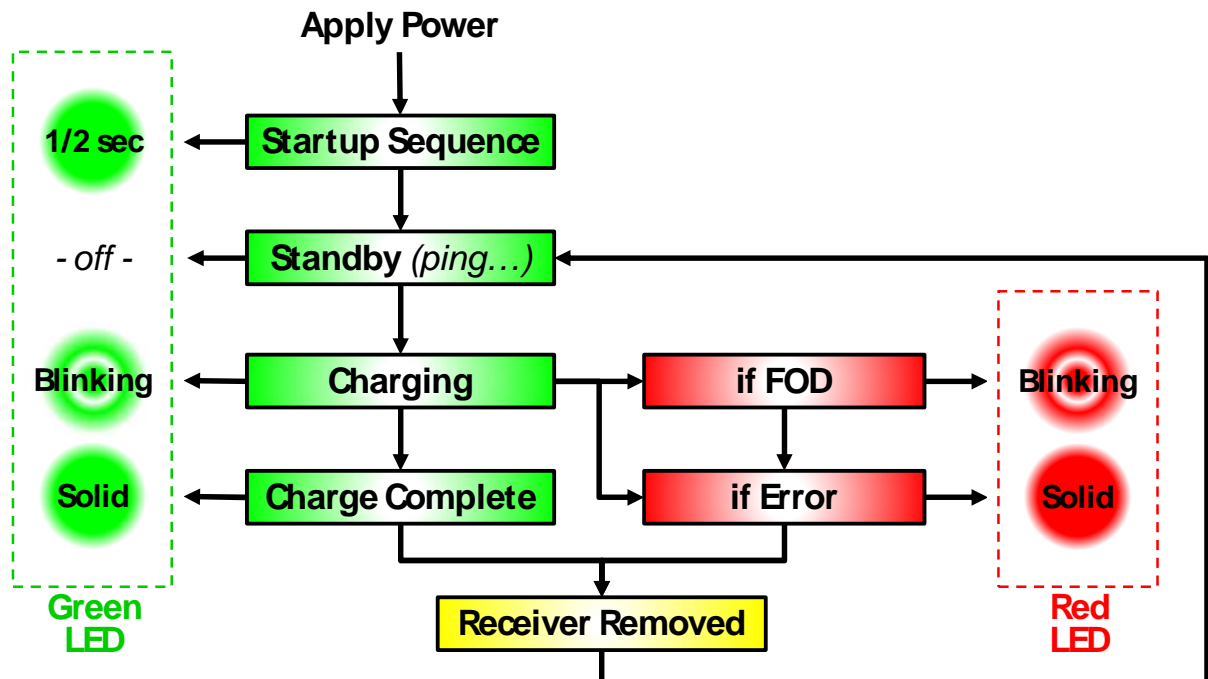 Apply Power
1/2 sec
Startup Sequence
- off -
Standby (ping…)
Blinking
Charging
if FOD
Blinking
Solid
Charge Complete
if Error
Solid
Green
LED
Receiver Removed
Red
LED